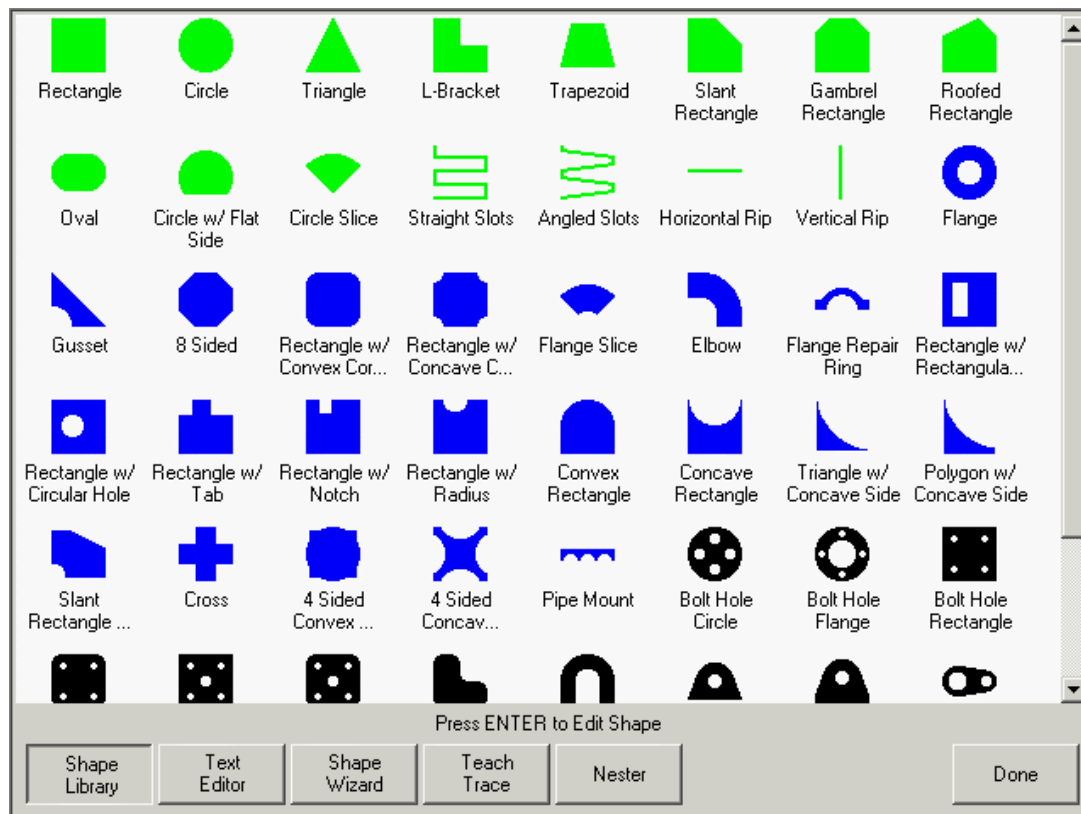 Rectangle Circle Triangle L-Bracket Trapezoid Slant Gambrel Roofed
Rectangle Rectangle Rectangle
Oval Circle w/ Flat Circle Slice Straight Slots Angled Slots Horizontal Rip Vertical Rip Flange
Side
Gusset 8 Sided Rectangle w/ Rectangle w/ Flange Slice Elbow Flange Repair Rectangle w/
Convex Cor... Concave C... Ring Rectangula...
Rectangle w/ Rectangle w/ Rectangle w/ Rectangle w/ Convex Concave Triangle w/ Polygon w/
Circular Hole Tab Notch Radius Rectangle Rectangle Concave Side Concave Side
Slant Cross 4 Sided 4 Sided Pipe Mount Bolt Hole Bolt Hole Bolt Hole
Rectangle ... Convex ... Concav... Circle Flange Rectangle
Press ENTER to Edit Shape
Shape Text Shape Teach Nester Done
Library Editor Wizard Trace